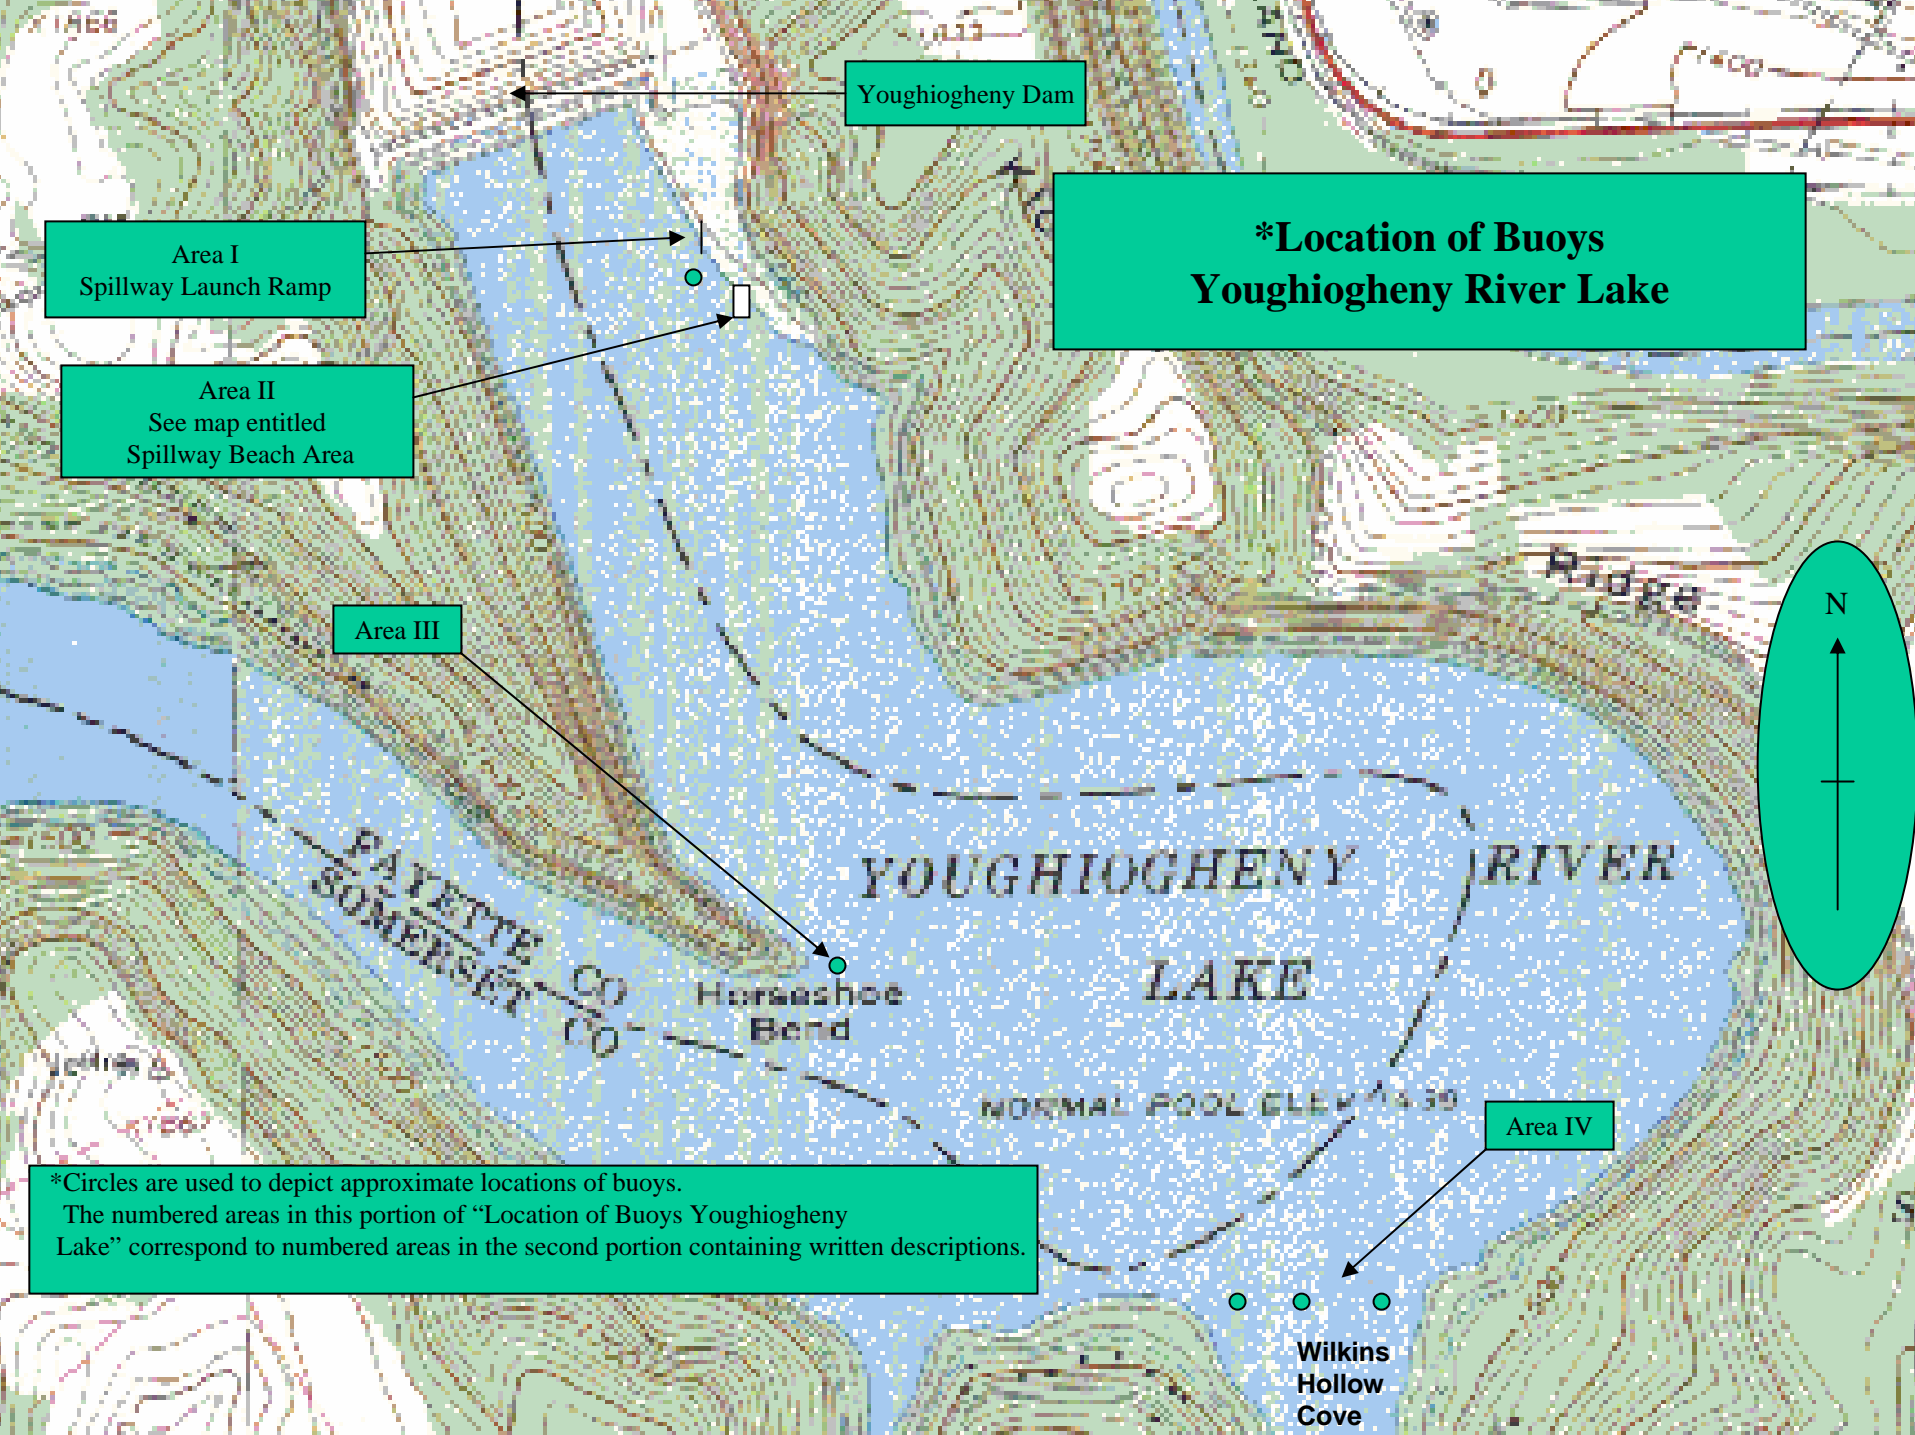 Youghiogheny Dam
*Location of Buoys
Youghiogheny River Lake
Area I
Spillway Launch Ramp
Area II
See map entitled
Spillway Beach Area
Ridge
N
Area III
YOUGHIOGHENY RIVER
LAKE
FAYETTE CO
SOMERSET CO
Horseshoe
Bend
NORMAL POOL ELEV
Area IV
*Circles are used to depict approximate locations of buoys.
The numbered areas in this portion of “Location of Buoys Youghiogheny
Lake” correspond to numbered areas in the second portion containing written descriptions.
Wilkins
Hollow
Cove